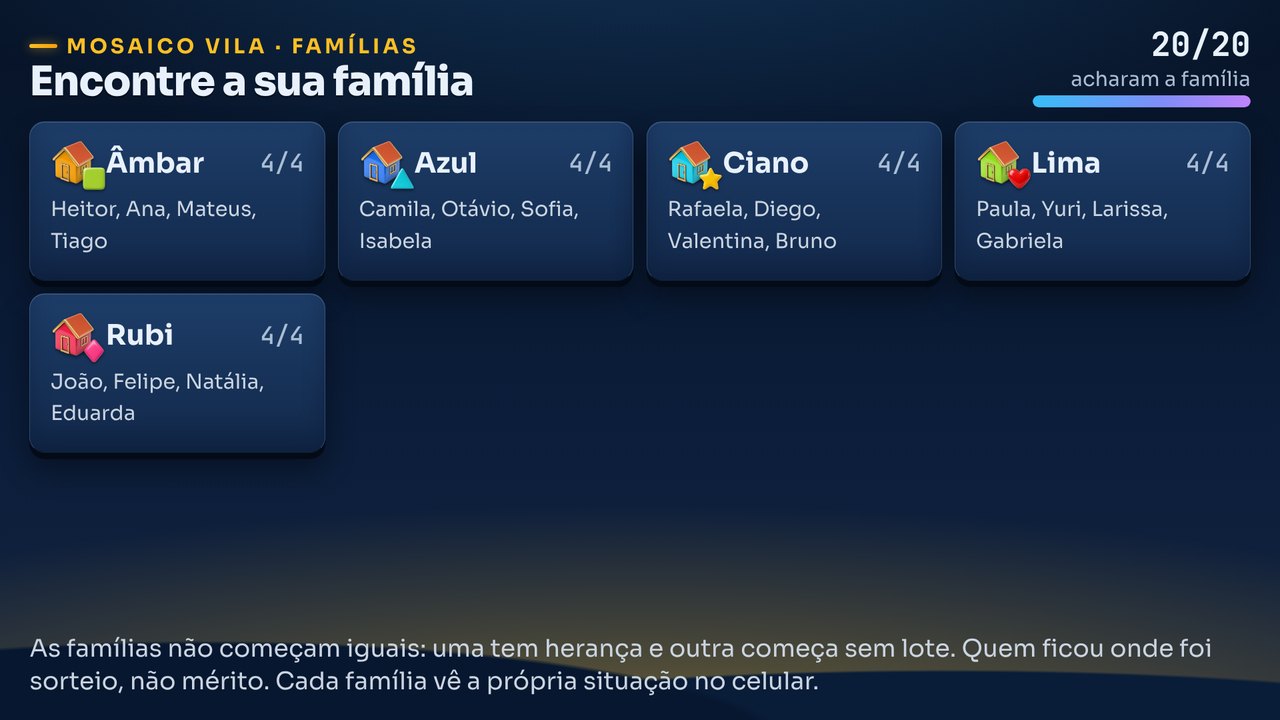 MOSAICO VILA · FAMÍLIAS
Encontre a sua família
20/20
acharam a família
Âmbar 4/4
Heitor, Ana, Mateus,
Tiago
Azul 4/4
Camila, Otávio, Sofia,
Isabela
Ciano 4/4
Rafaela, Diego,
Valentina, Bruno
Lima 4/4
Paula, Yuri, Larissa,
Gabriela
Rubi 4/4
João, Felipe, Natália,
Eduarda
As famílias não começam iguais: uma tem herança e outra começa sem lote. Quem ficou onde foi
sorteio, não mérito. Cada família vê a própria situação no celular.